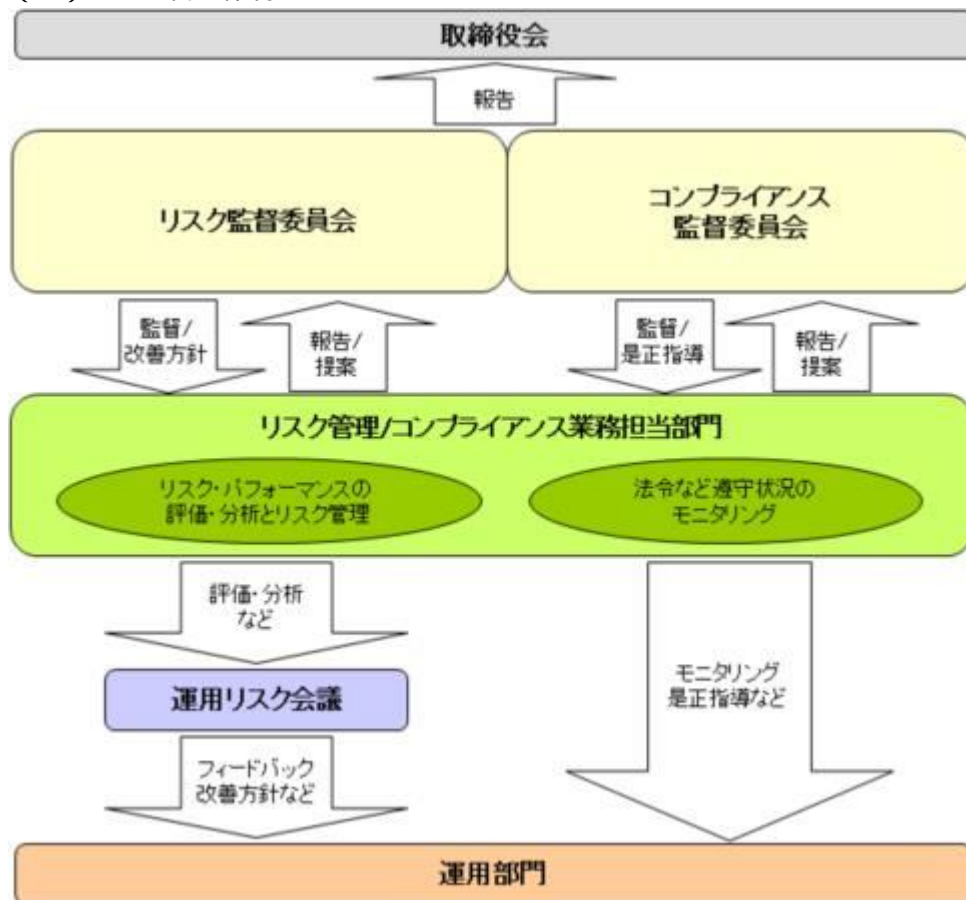 取締役会
報告
リスク監督委員会
コンプライアンス
監督委員会
監督/
改善方針
報告/
提案
監督/
是正指導
報告/
提案
リスク管理/コンプライアンス業務担当部門
リスク・パフォーマンスの
評価・分析とリスク管理
法令など遵守状況の
モニタリング
評価・分析
など
運用リスク会議
モニタリング
是正指導など
フィードバック
改善方針など
運用部門